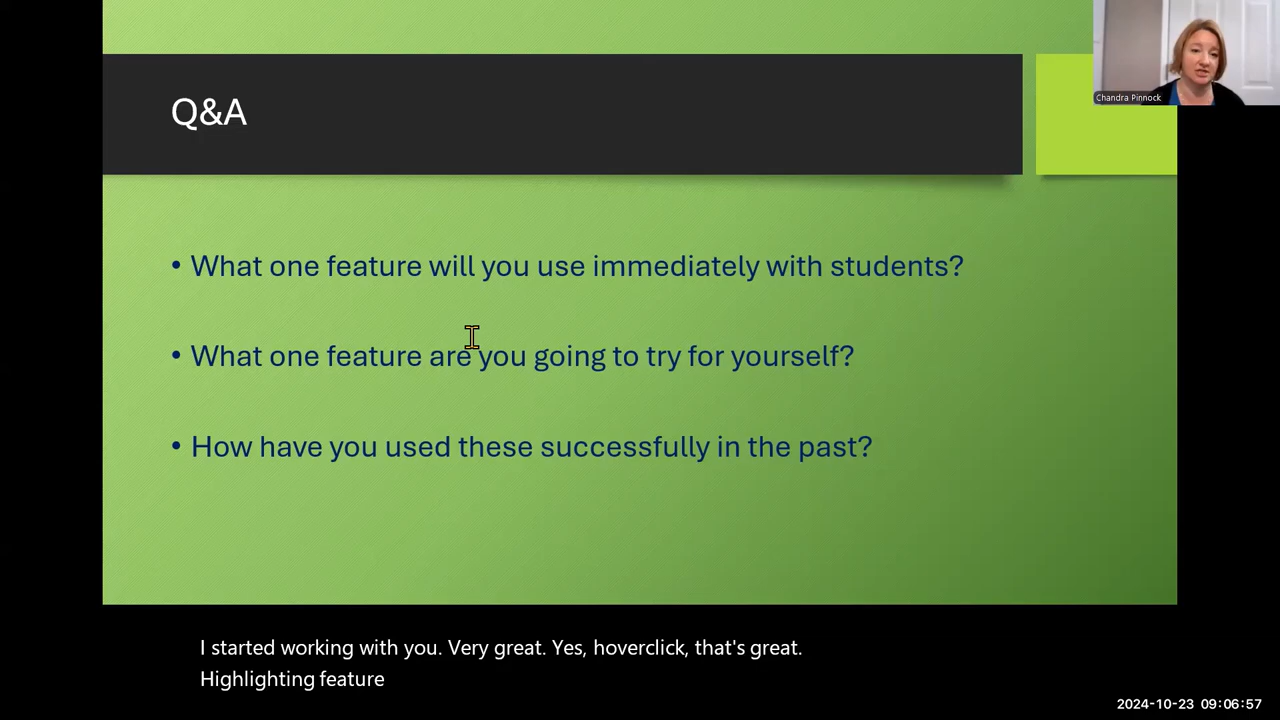 Chandra Pinnock
Q&A
• What one feature will you use immediately with students?
• What one feature are you going to try for yourself?
• How have you used these successfully in the past?
I started working with you. Very great. Yes, hoverclick, that's great.
Highlighting feature
2024-10-23 09:06:57